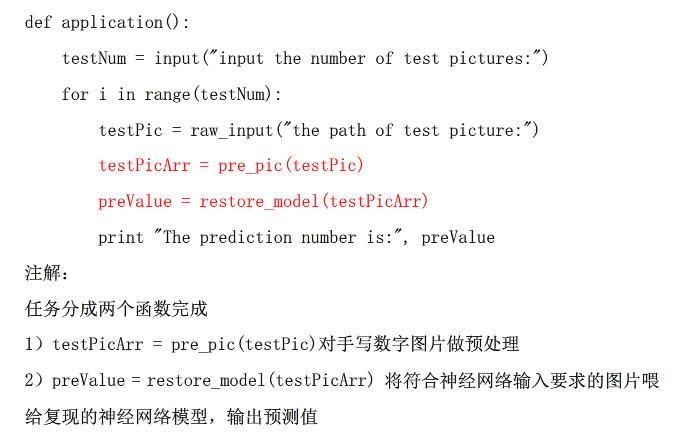 def application():
testNum = input("input the number of test pictures:")
for i in range(testNum):
testPic = raw_input("the path of test picture:")
testPicArr = pre_pic(testPic)
preValue = restore_model(testPicArr)
print "The prediction number is:", preValue
注解：
任务分成两个函数完成
1）testPicArr = pre_pic(testPic)对手写数字图片做预处理
2）preValue = restore_model(testPicArr) 将符合神经网络输入要求的图片喂
给复现的神经网络模型，输出预测值